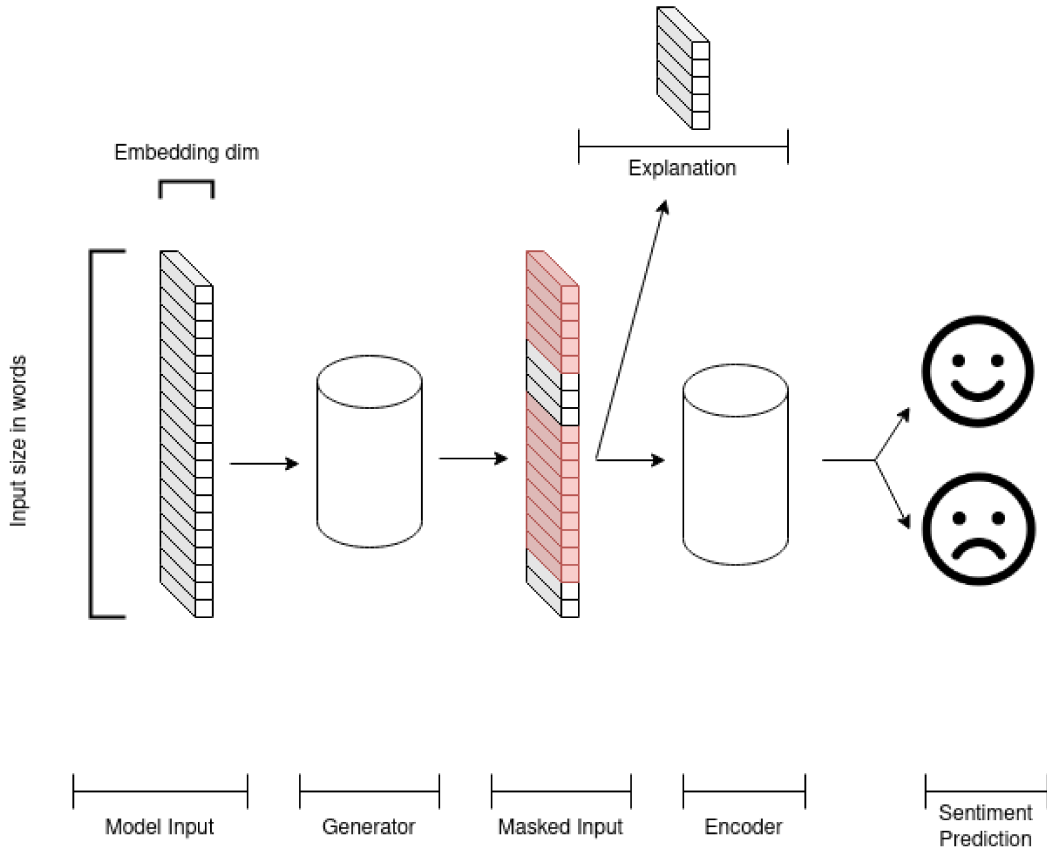 Explanation
Embedding dim
Input size in words
Model Input
Generator
Masked Input
Encoder
Sentiment
Prediction